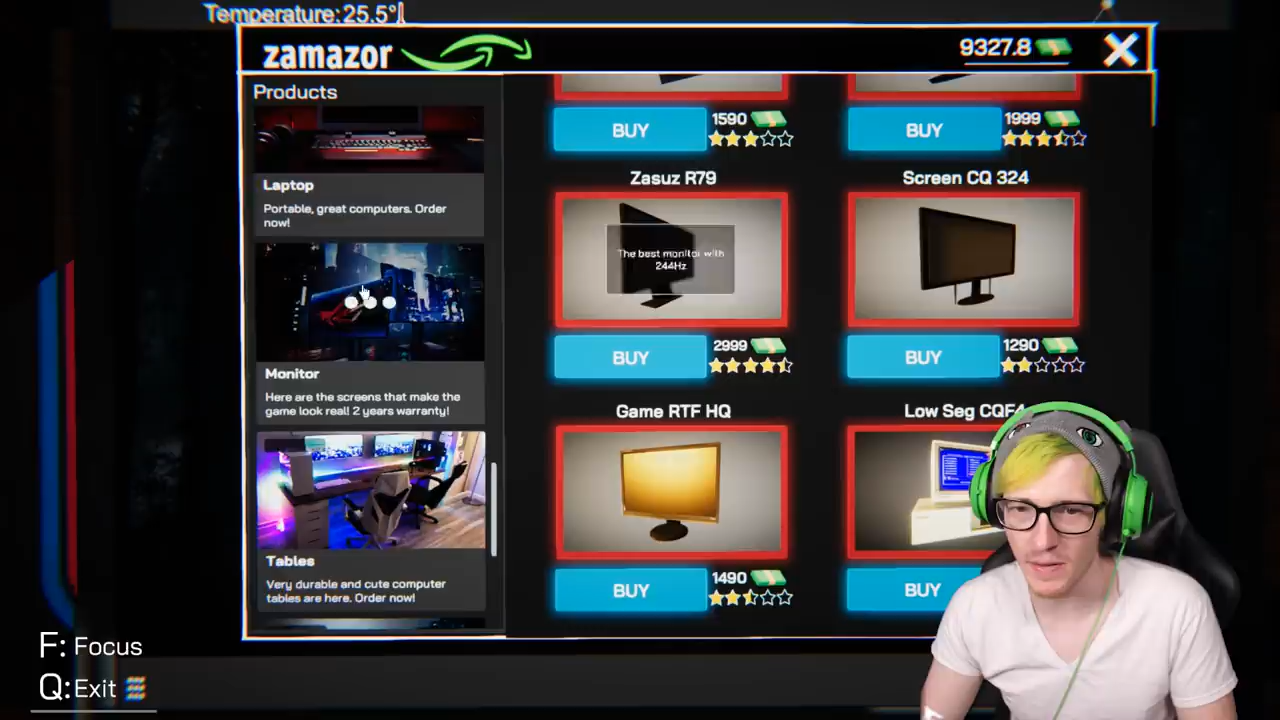 Temperature: 25.5°
zamazor
9327.8
Products
Laptop
Portable, great computers. Order
now!
Monitor
Here are the screens that make the
game look real! 2 years warranty!
Tables
Very durable and cute computer
tables are here. Order now!
BUY
1590
BUY
1999
Zasuz R79
The best monitor with
244Hz
BUY
2999
Screen CQ 324
BUY
1290
Game RTF HQ
BUY
1490
Low Seg CQF4
BUY
F: Focus
Q: Exit